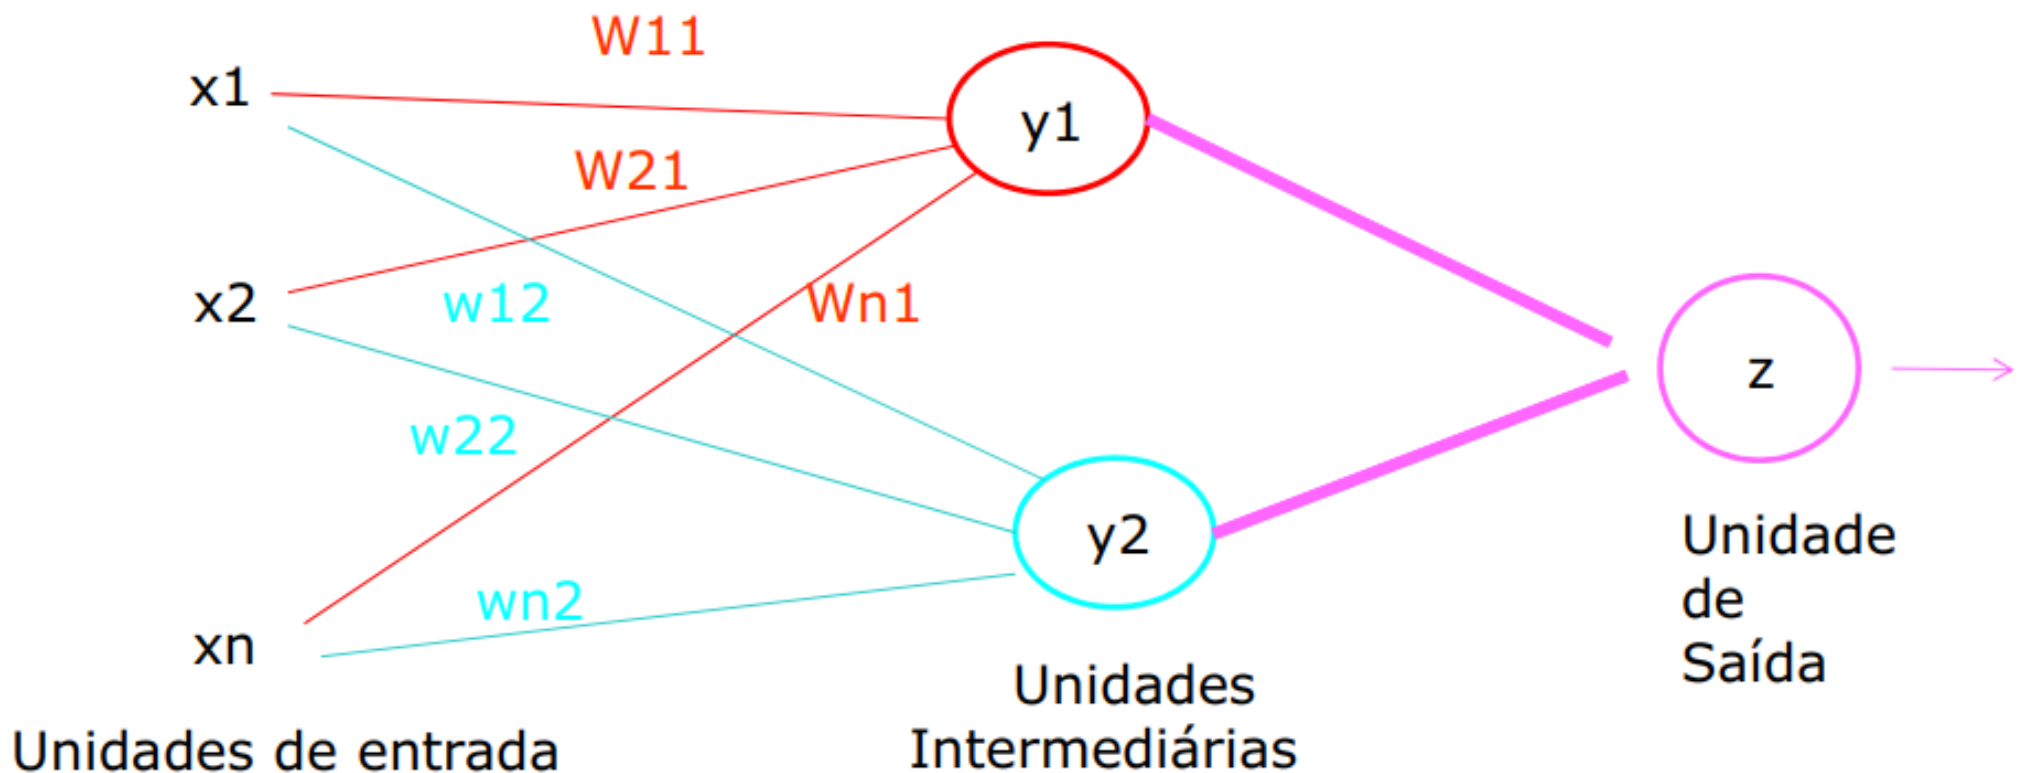 W11
x1
y1
W21
x2
w12
Wn1
z
w22
y2
Unidade
de
Saída
wn2
xn
Unidades
Intermediárias
Unidades de entrada